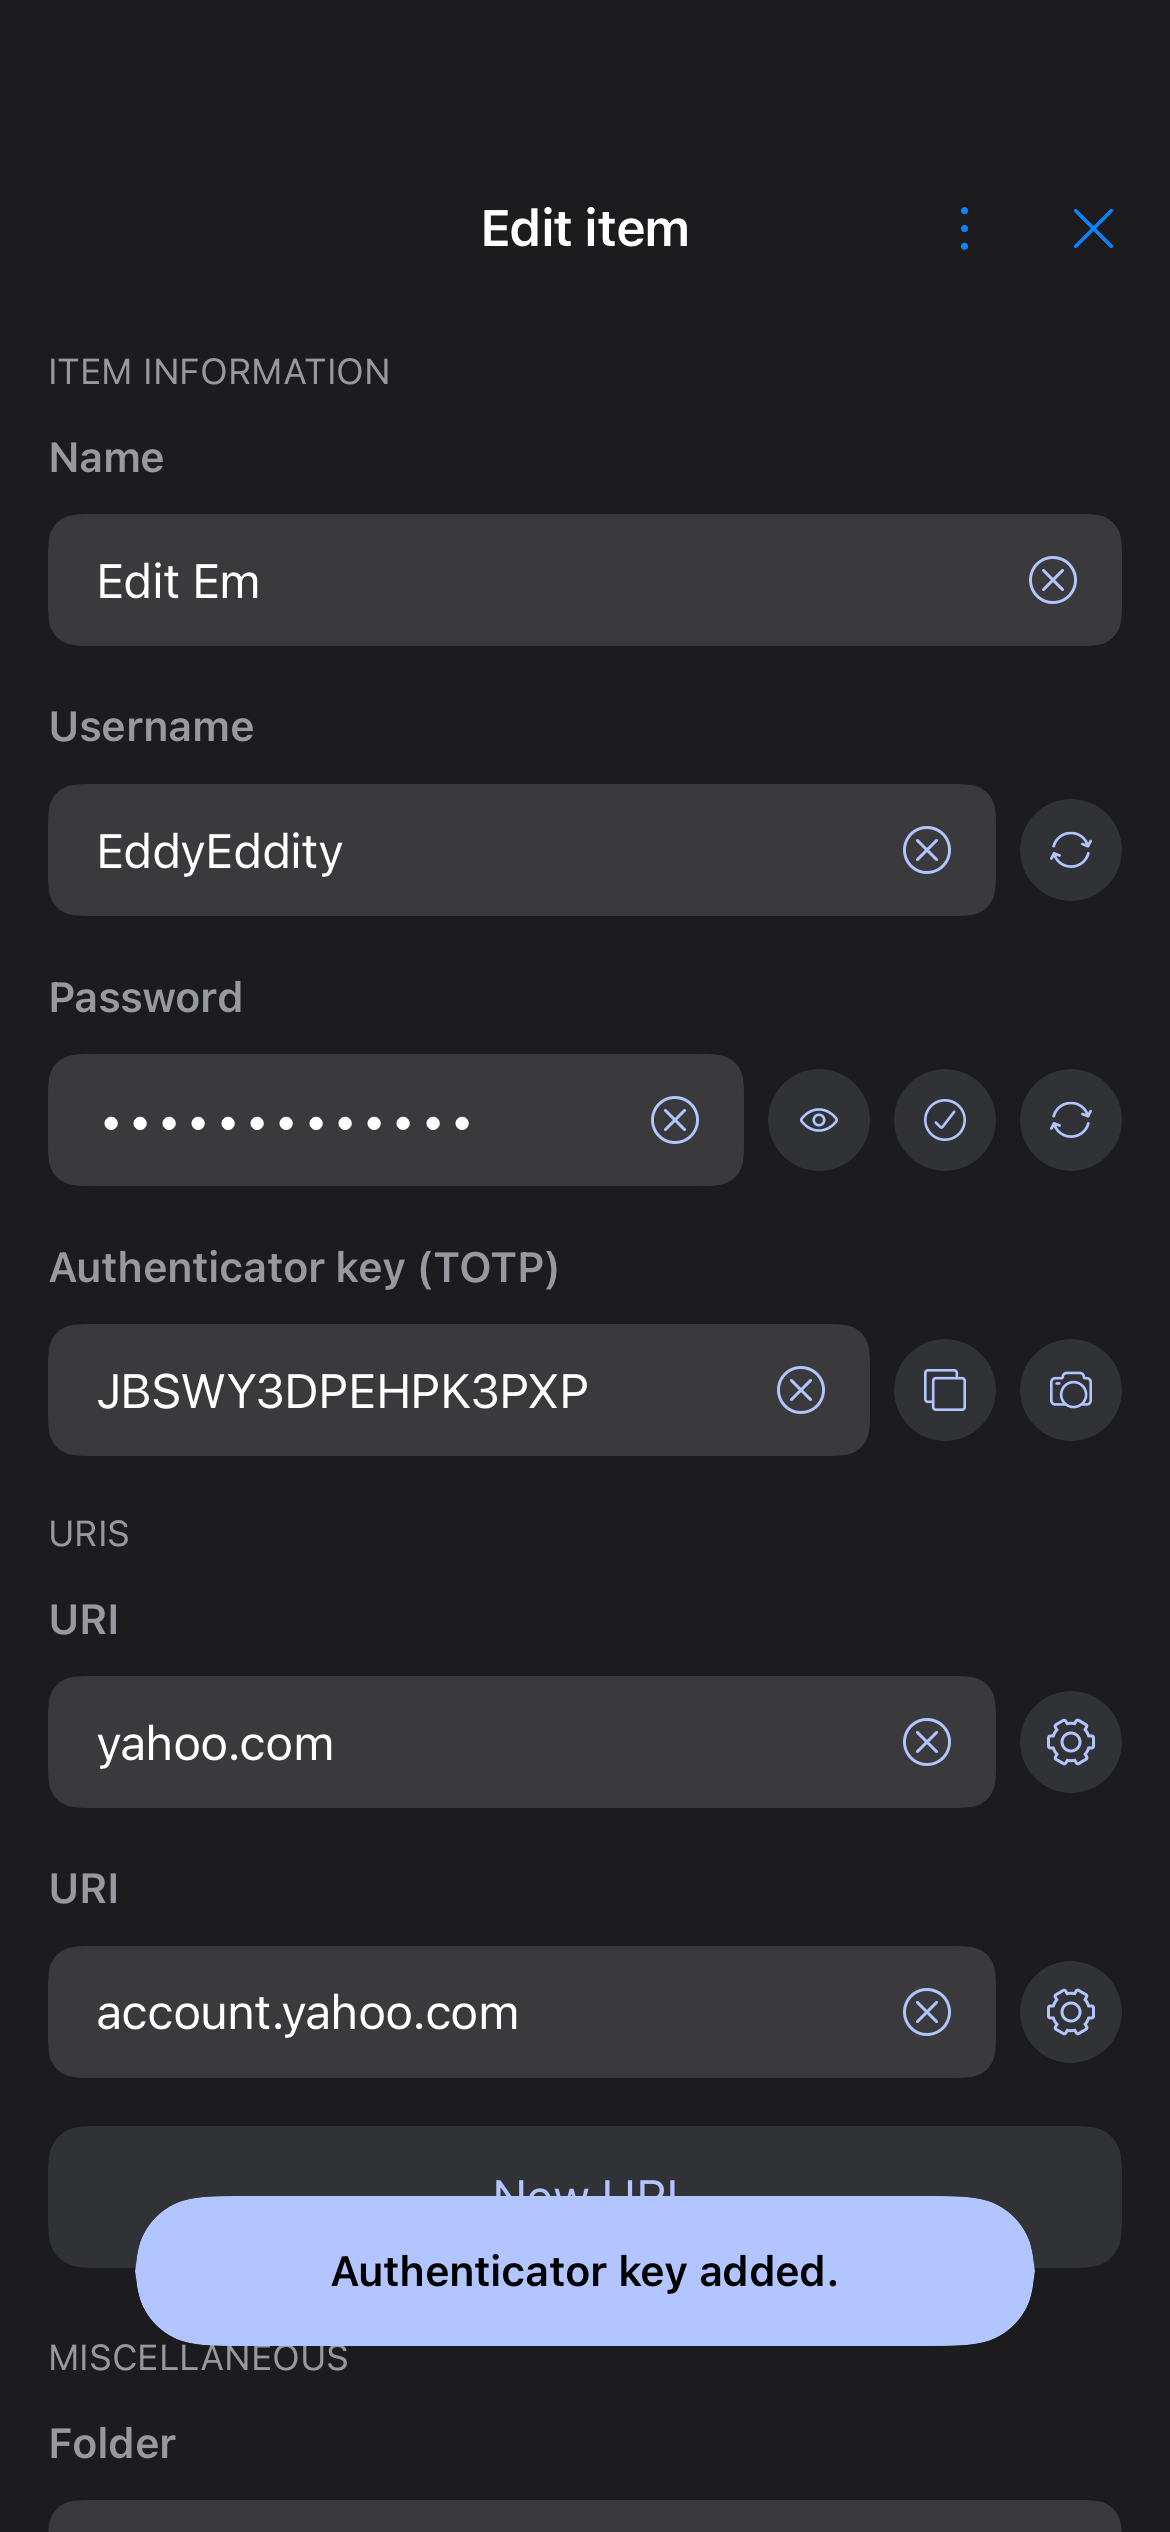 Edit item
ITEM INFORMATION
Name
Edit Em
Username
EddyEddity
Password
Authenticator key (TOTP)
JBSWY3DPEHPK3PXP
URIS
URI
yahoo.com
URI
account.yahoo.com
New URI
Authenticator key added.
MISCELLANEOUS
Folder